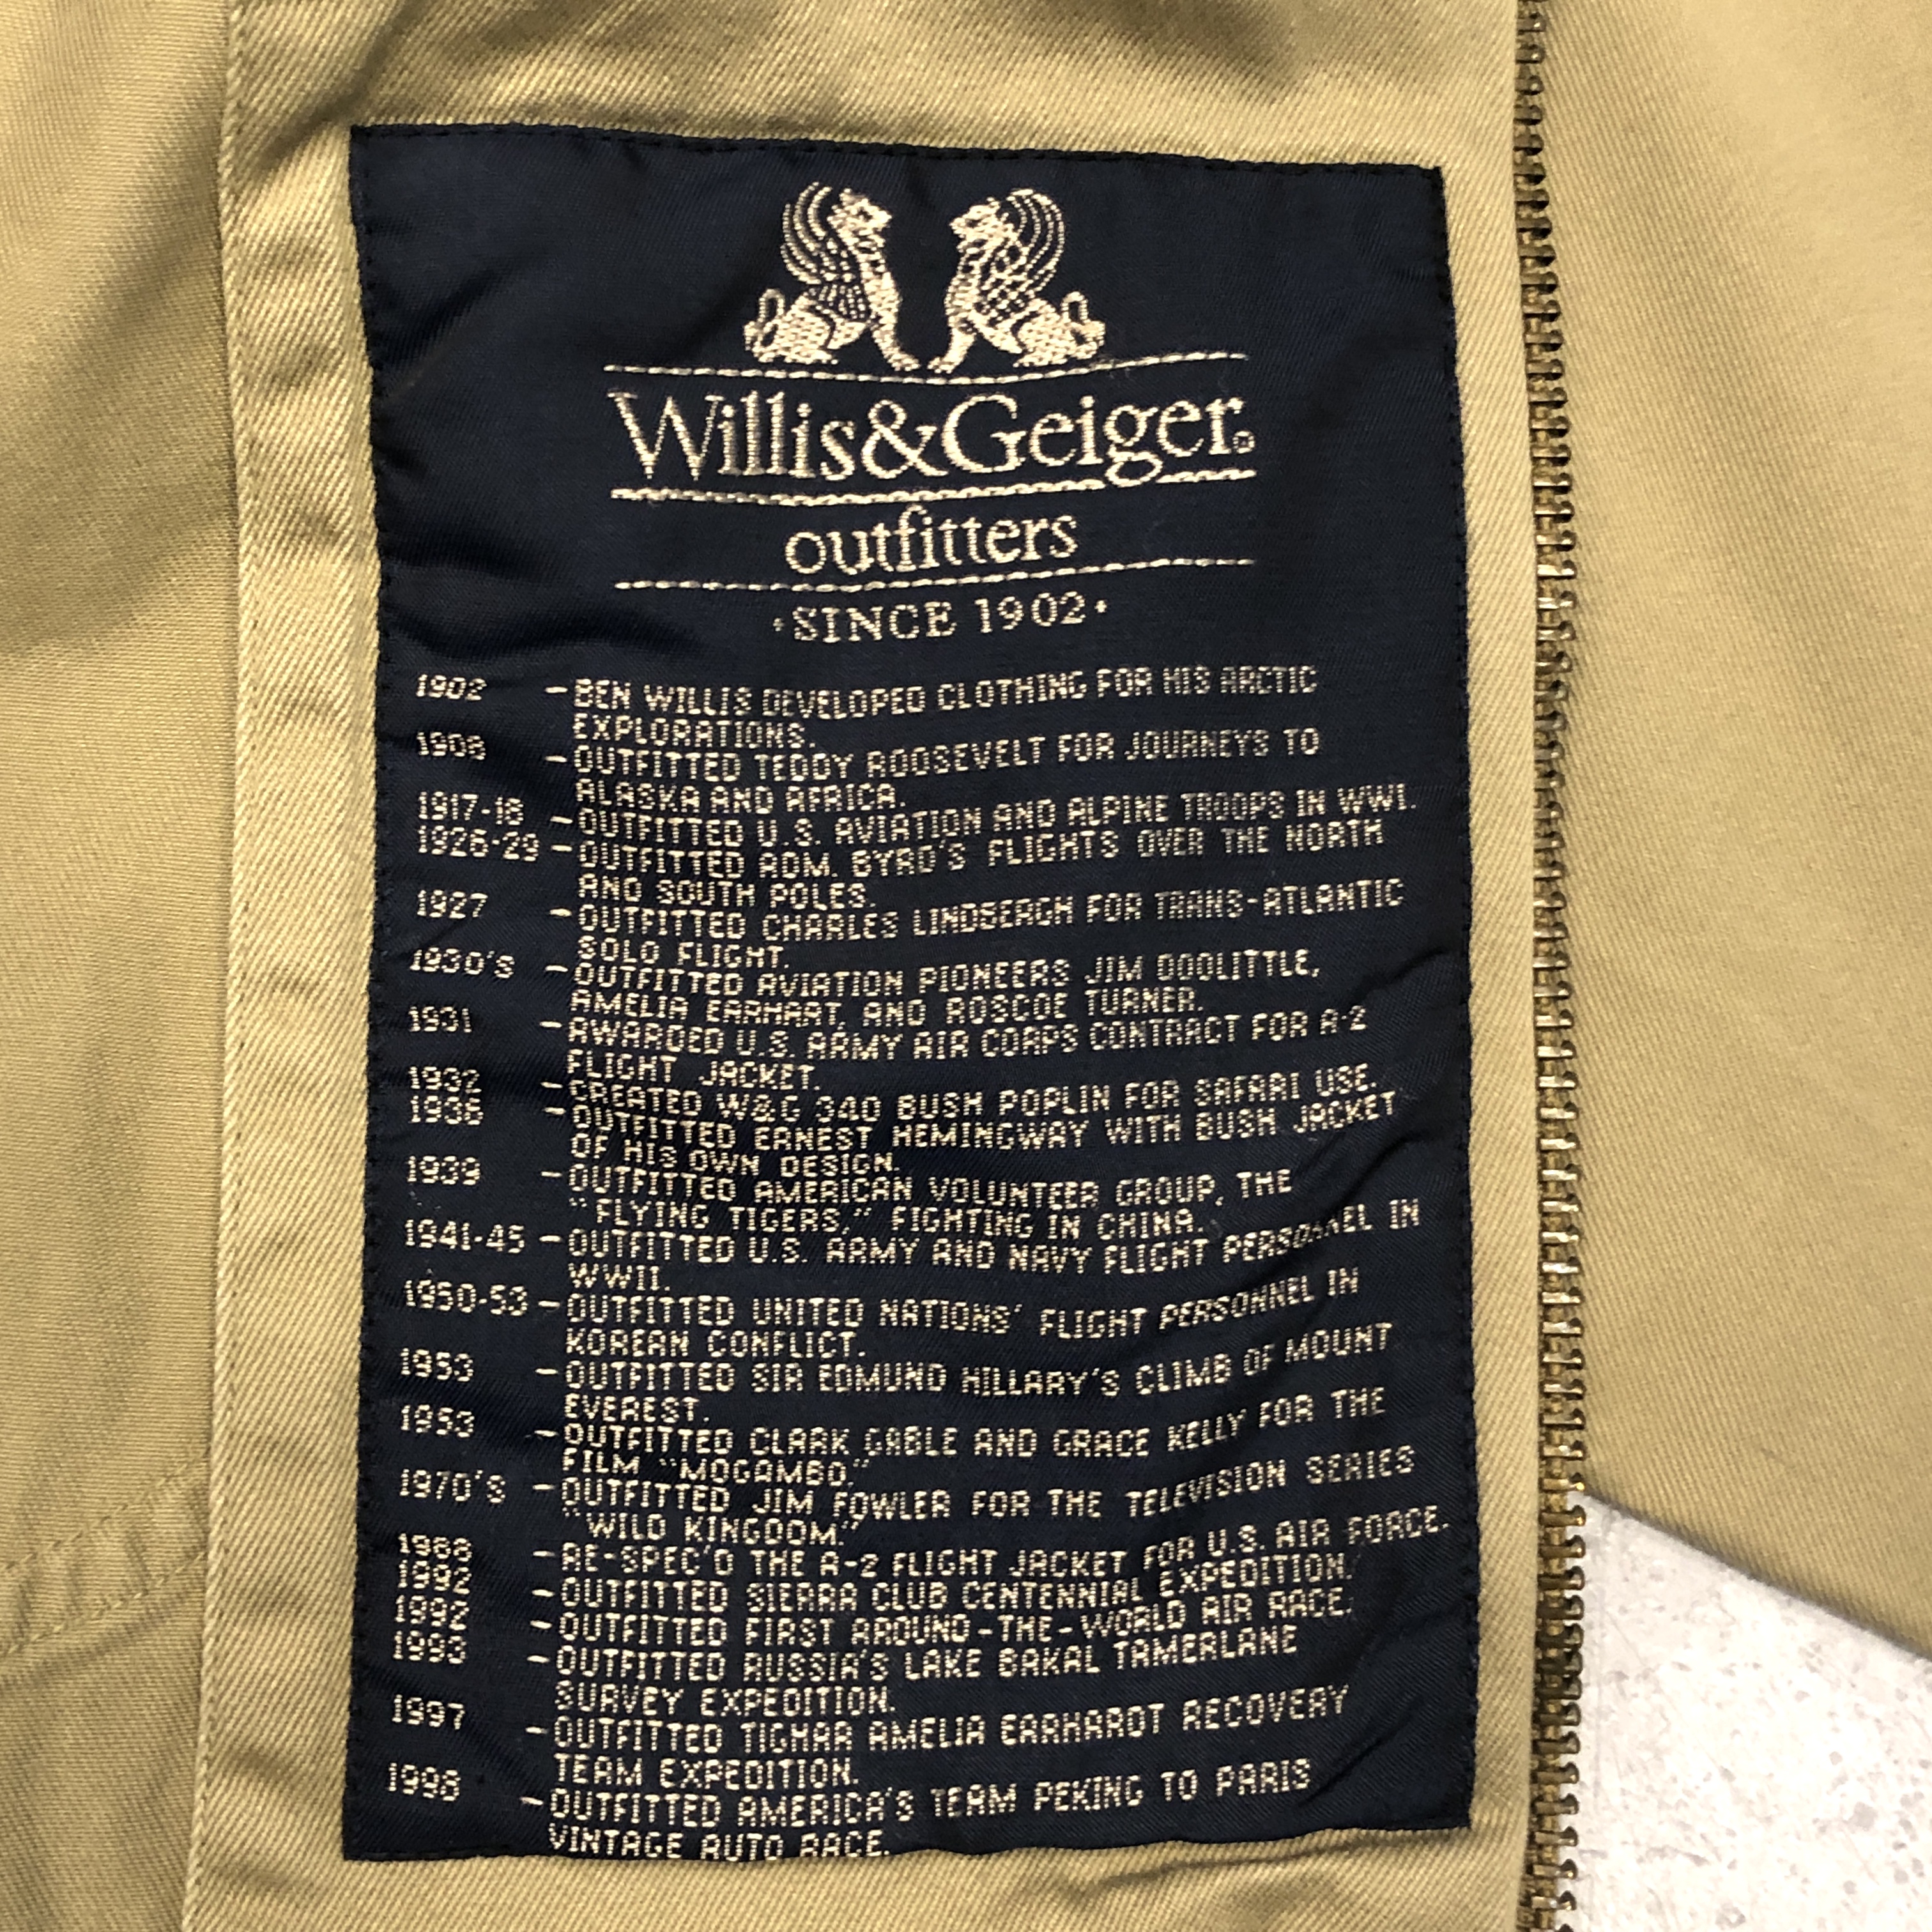 Willis&Geiger®
outfitters
·SINCE 1902·
1902 –BEN WILLIS DEVELOPED CLOTHING FOR HIS ARCTIC
EXPLORATIONS.
1908 –OUTFITTED TEDDY ROOSEVELT FOR JOURNEYS TO
ALASKA AND AFRICA.
1917-18 –OUTFITTED U.S. AVIATION AND ALPINE TROOPS IN WW1.
1926-29 –OUTFITTED ADM. BYRD'S FLIGHTS OVER THE NORTH
AND SOUTH POLES.
1927 –OUTFITTED CHARLES LINDBERGH FOR TRANS-ATLANTIC
SOLO FLIGHT.
1930'S –OUTFITTED AVIATION PIONEERS JIM DOOLITTLE,
AMELIA EARHART, AND ROSCOE TURNER.
1931 –AWARDED U.S. ARMY AIR CORPS CONTRACT FOR A-2
FLIGHT JACKET.
1932 –CREATED W&G 340 BUSH POPLIN FOR SAFARI USE.
1936 –OUTFITTED ERNEST HEMINGWAY WITH BUSH JACKET
OF HIS OWN DESIGN.
1939 –OUTFITTED AMERICAN VOLUNTEER GROUP, THE
"FLYING TIGERS," FIGHTING IN CHINA.
1941-45 –OUTFITTED U.S. ARMY AND NAVY FLIGHT PERSONNEL IN
WWII.
1950-53 –OUTFITTED UNITED NATIONS' FLIGHT PERSONNEL IN
KOREAN CONFLICT.
1953 –OUTFITTED SIR EDMUND HILLARY'S CLIMB OF MOUNT
EVEREST.
1953 –OUTFITTED CLARK GABLE AND GRACE KELLY FOR THE
FILM "MOGAMBO."
1970'S –OUTFITTED JIM FOWLER FOR THE TELEVISION SERIES
"WILD KINGDOM."
1988 –RE-SPEC'D THE A-2 FLIGHT JACKET FOR U.S. AIR FORCE.
1992 –OUTFITTED SIERRA CLUB CENTENNIAL EXPEDITION.
1992 –OUTFITTED FIRST AROUND-THE-WORLD AIR RACE.
1993 –OUTFITTED RUSSIA'S LAKE BAKAL TAMERLANE
SURVEY EXPEDITION.
1997 –OUTFITTED TIGHAR AMELIA EARHARDT RECOVERY
TEAM EXPEDITION.
1998 –OUTFITTED AMERICA'S TEAM PEKING TO PARIS
VINTAGE AUTO RACE.